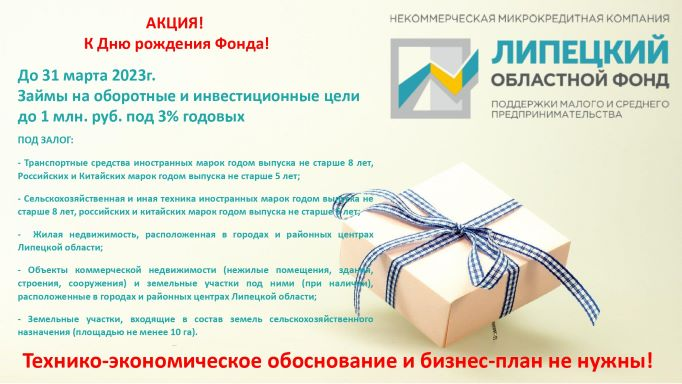 АКЦИЯ!
К Дню рождения Фонда!
До 31 марта 2023г.
Займы на оборотные и инвестиционные цели
до 1 млн. руб. под 3% годовых
ПОД ЗАЛОГ:
- Транспортные средства иностранных марок годом выпуска не старше 8 лет,
Российских и Китайских марок годом выпуска не старше 5 лет;
- Сельскохозяйственная и иная техника иностранных марок годом выпуска не
старше 8 лет, российских и китайских марок годом выпуска не старше лет;
- Жилая недвижимость, расположенная в городах и районных центрах
Липецкой области;
- Объекты коммерческой недвижимости (нежилые помещения, здания,
строения, сооружения) и земельные участки под ними (при наличии),
расположенные в городах и районных центрах Липецкой области;
- Земельные участки, входящие в состав земель сельскохозяйственного
назначения (площадью не менее 10 га).
НЕКОММЕРЧЕСКАЯ МИКРОКРЕДИТНАЯ КОМПАНИЯ
ЛИПЕЦКИЙ
ОБЛАСТНОЙ ФОНД
ПОДДЕРЖКИ МАЛОГО И СРЕДНЕГО
ПРЕДПРИНИМАТЕЛЬСТВА
Технико-экономическое обоснование и бизнес-план не нужны!